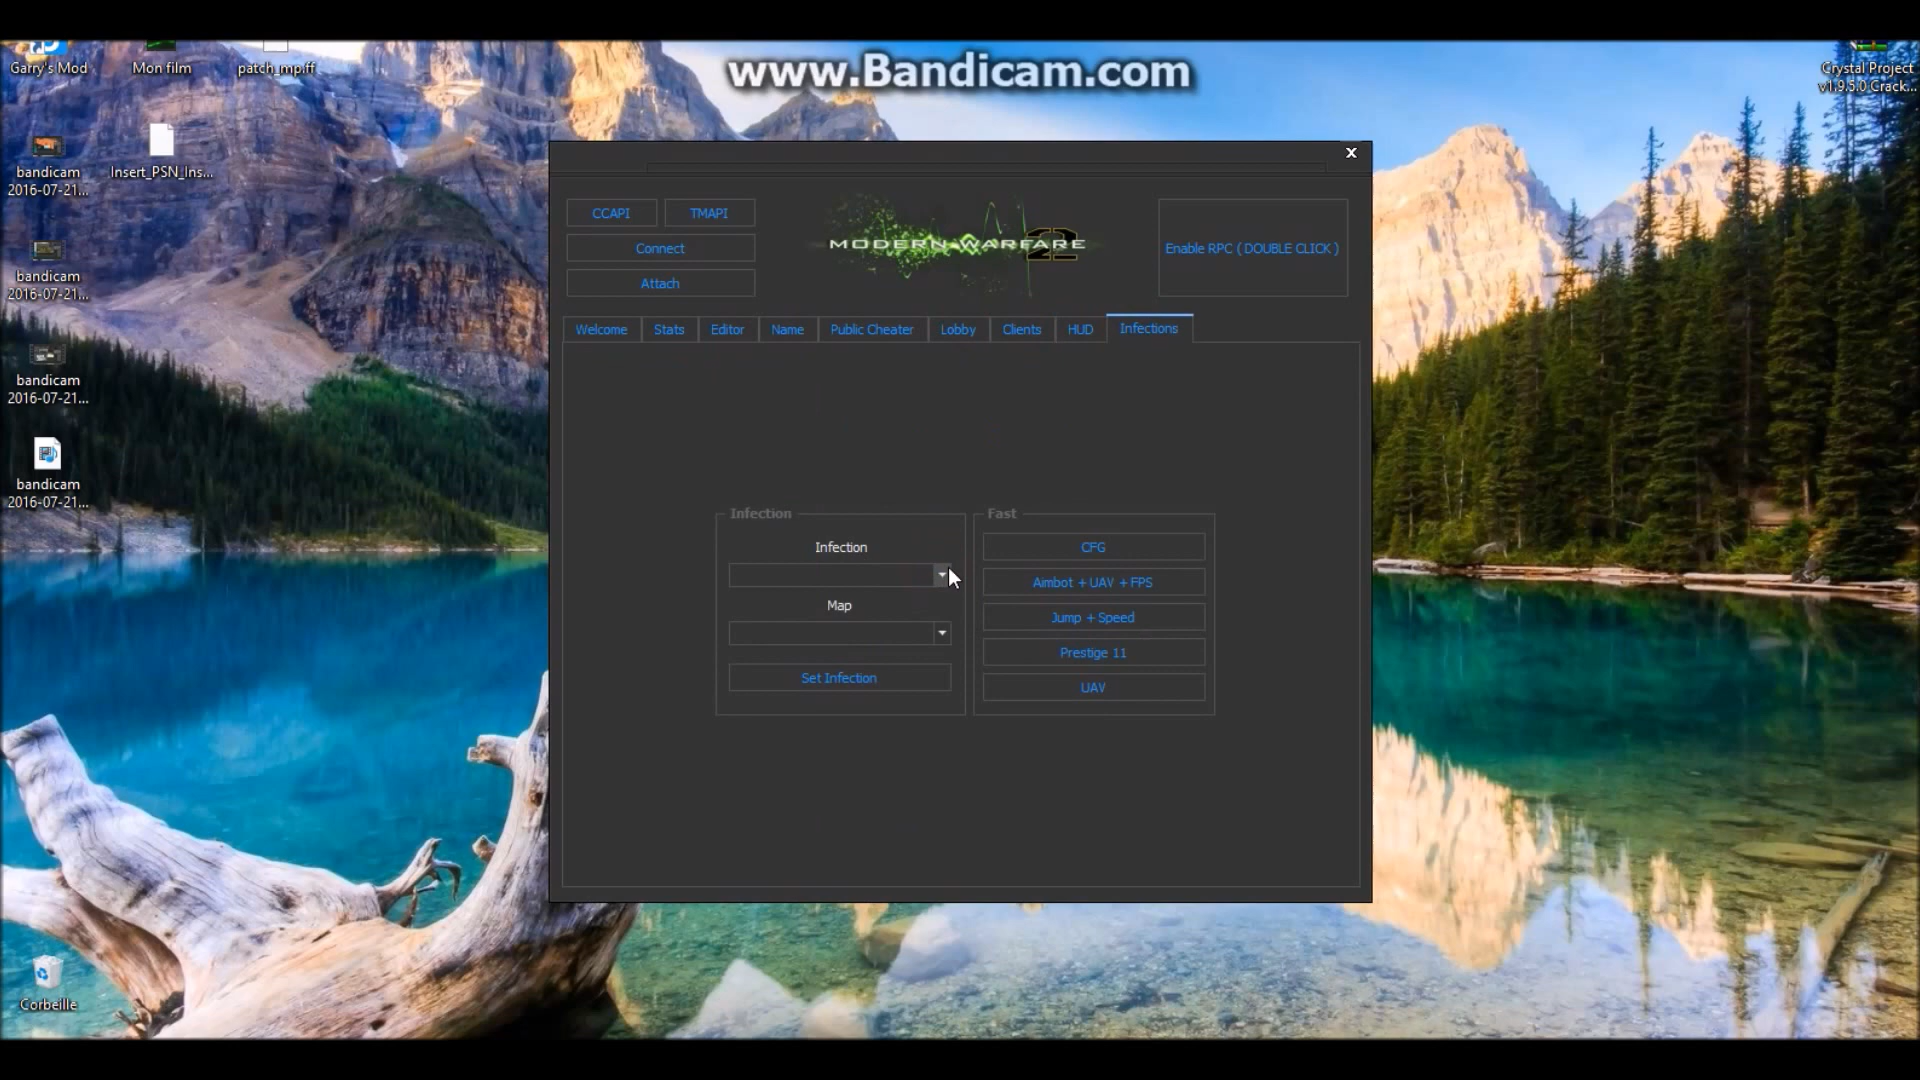 www.Bandicam.com
Garry's Mod
Mon film
patch_mp.ff
Crystal Project
v1.9.5.0 Crack...
bandicam
2016-07-21...
Insert_PSN_Ins...
bandicam
2016-07-21...
bandicam
2016-07-21...
bandicam
2016-07-21...
Corbeille
x
CCAPI
TMAPI
Connect
Attach
MODERN WARFARE 2
Enable RPC ( DOUBLE CLICK )
Welcome
Stats
Editor
Name
Public Cheater
Lobby
Clients
HUD
Infections
Infection
Infection
Map
Set Infection
Fast
CFG
Aimbot + UAV + FPS
Jump + Speed
Prestige 11
UAV